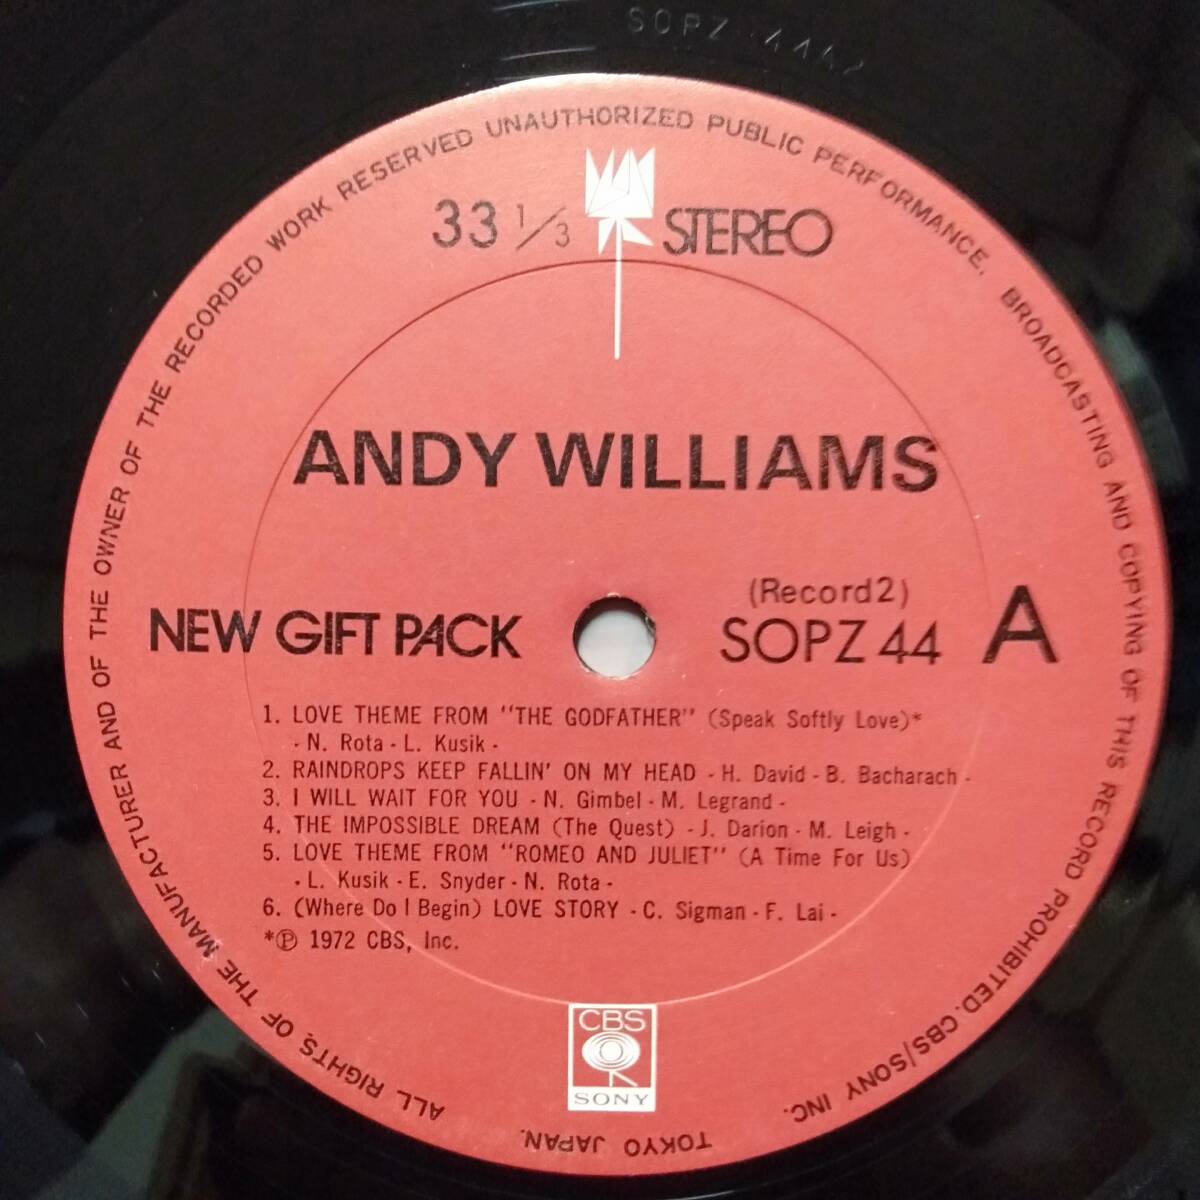 SOPZ 44A2
ALL RIGHTS, OF THE MANUFACTURER AND OF THE OWNER OF THE RECORDED WORK RESERVED UNAUTHORIZED PUBLIC PERFORMANCE, BROADCASTING AND COPYING OF THIS RECORD PROHIBITED. CBS/SONY INC.
TOKYO JAPAN.
33 1/3 STEREO
ANDY WILLIAMS
(Record2)
NEW GIFT PACK SOPZ 44 A
1. LOVE THEME FROM "THE GODFATHER" (Speak Softly Love)*
- N. Rota - L. Kusik -
2. RAINDROPS KEEP FALLIN' ON MY HEAD - H. David - B. Bacharach -
3. I WILL WAIT FOR YOU - N. Gimbel - M. Legrand -
4. THE IMPOSSIBLE DREAM (The Quest) - J. Darion - M. Leigh -
5. LOVE THEME FROM "ROMEO AND JULIET" (A Time For Us)
- L. Kusik - E. Snyder - N. Rota -
6. (Where Do I Begin) LOVE STORY - C. Sigman - F. Lai -
*℗ 1972 CBS, Inc.
CBS
SONY